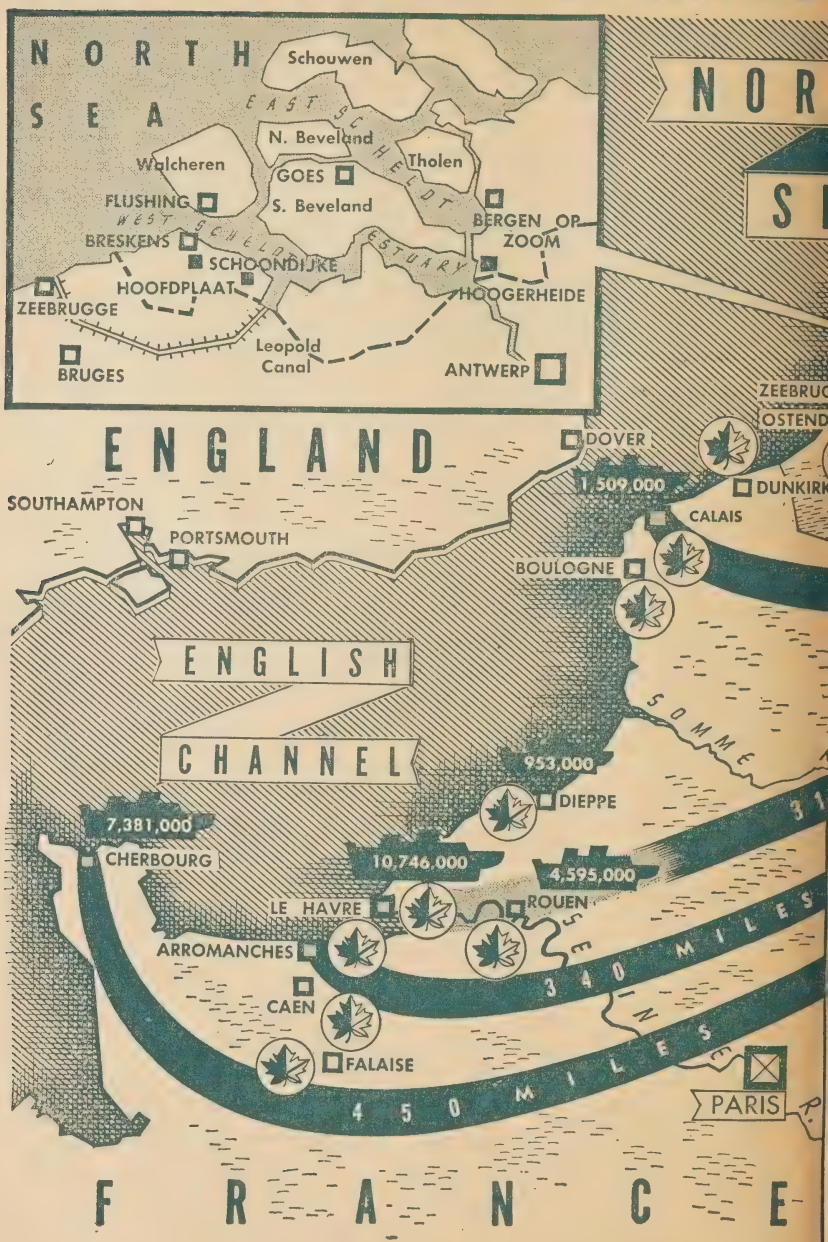 NORTH
SEA
Schouwen
EAST SCHELDT
N. Beveland
Walcheren
Tholen
GOES
FLUSHING
S. Beveland
WEST SCHELDT ESTUARY
BERGEN OP
ZOOM
BRESKENS
SCHOONDIJKE
HOOFDPLAAT
HOOGERHEIDE
ZEEBRUGGE
Leopold
Canal
BRUGES
ANTWERP
NOR
S
ENGLAND
ZEEBRUG
OSTEND
DOVER
1,509,000
DUNKIRK
SOUTHAMPTON
CALAIS
PORTSMOUTH
BOULOGNE
ENGLISH
CHANNEL
SOMME
953,000
DIEPPE
7,381,000
31
CHERBOURG
10,746,000
4,595,000
LE HAVRE
ROUEN
SEINE
ARROMANCHES
340 MILES
CAEN
FALAISE
450 MILES
PARIS
R.
FRANCE